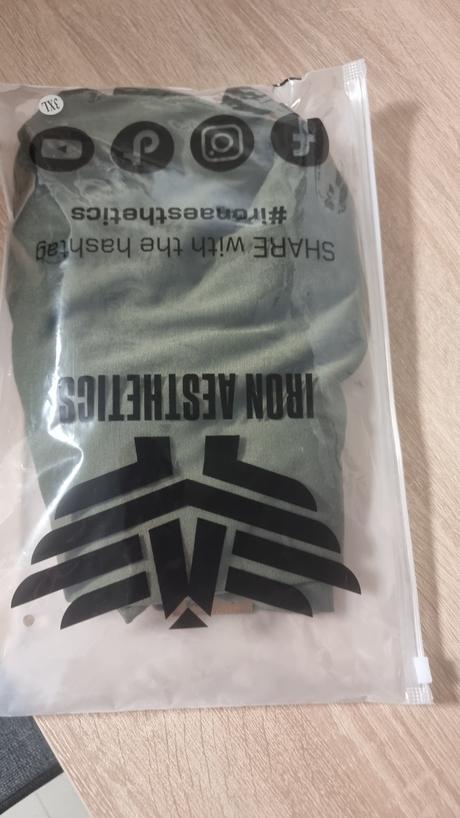 IRON AESTHETICS
SHARE with the hashtag
#ironaesthetics
3XL